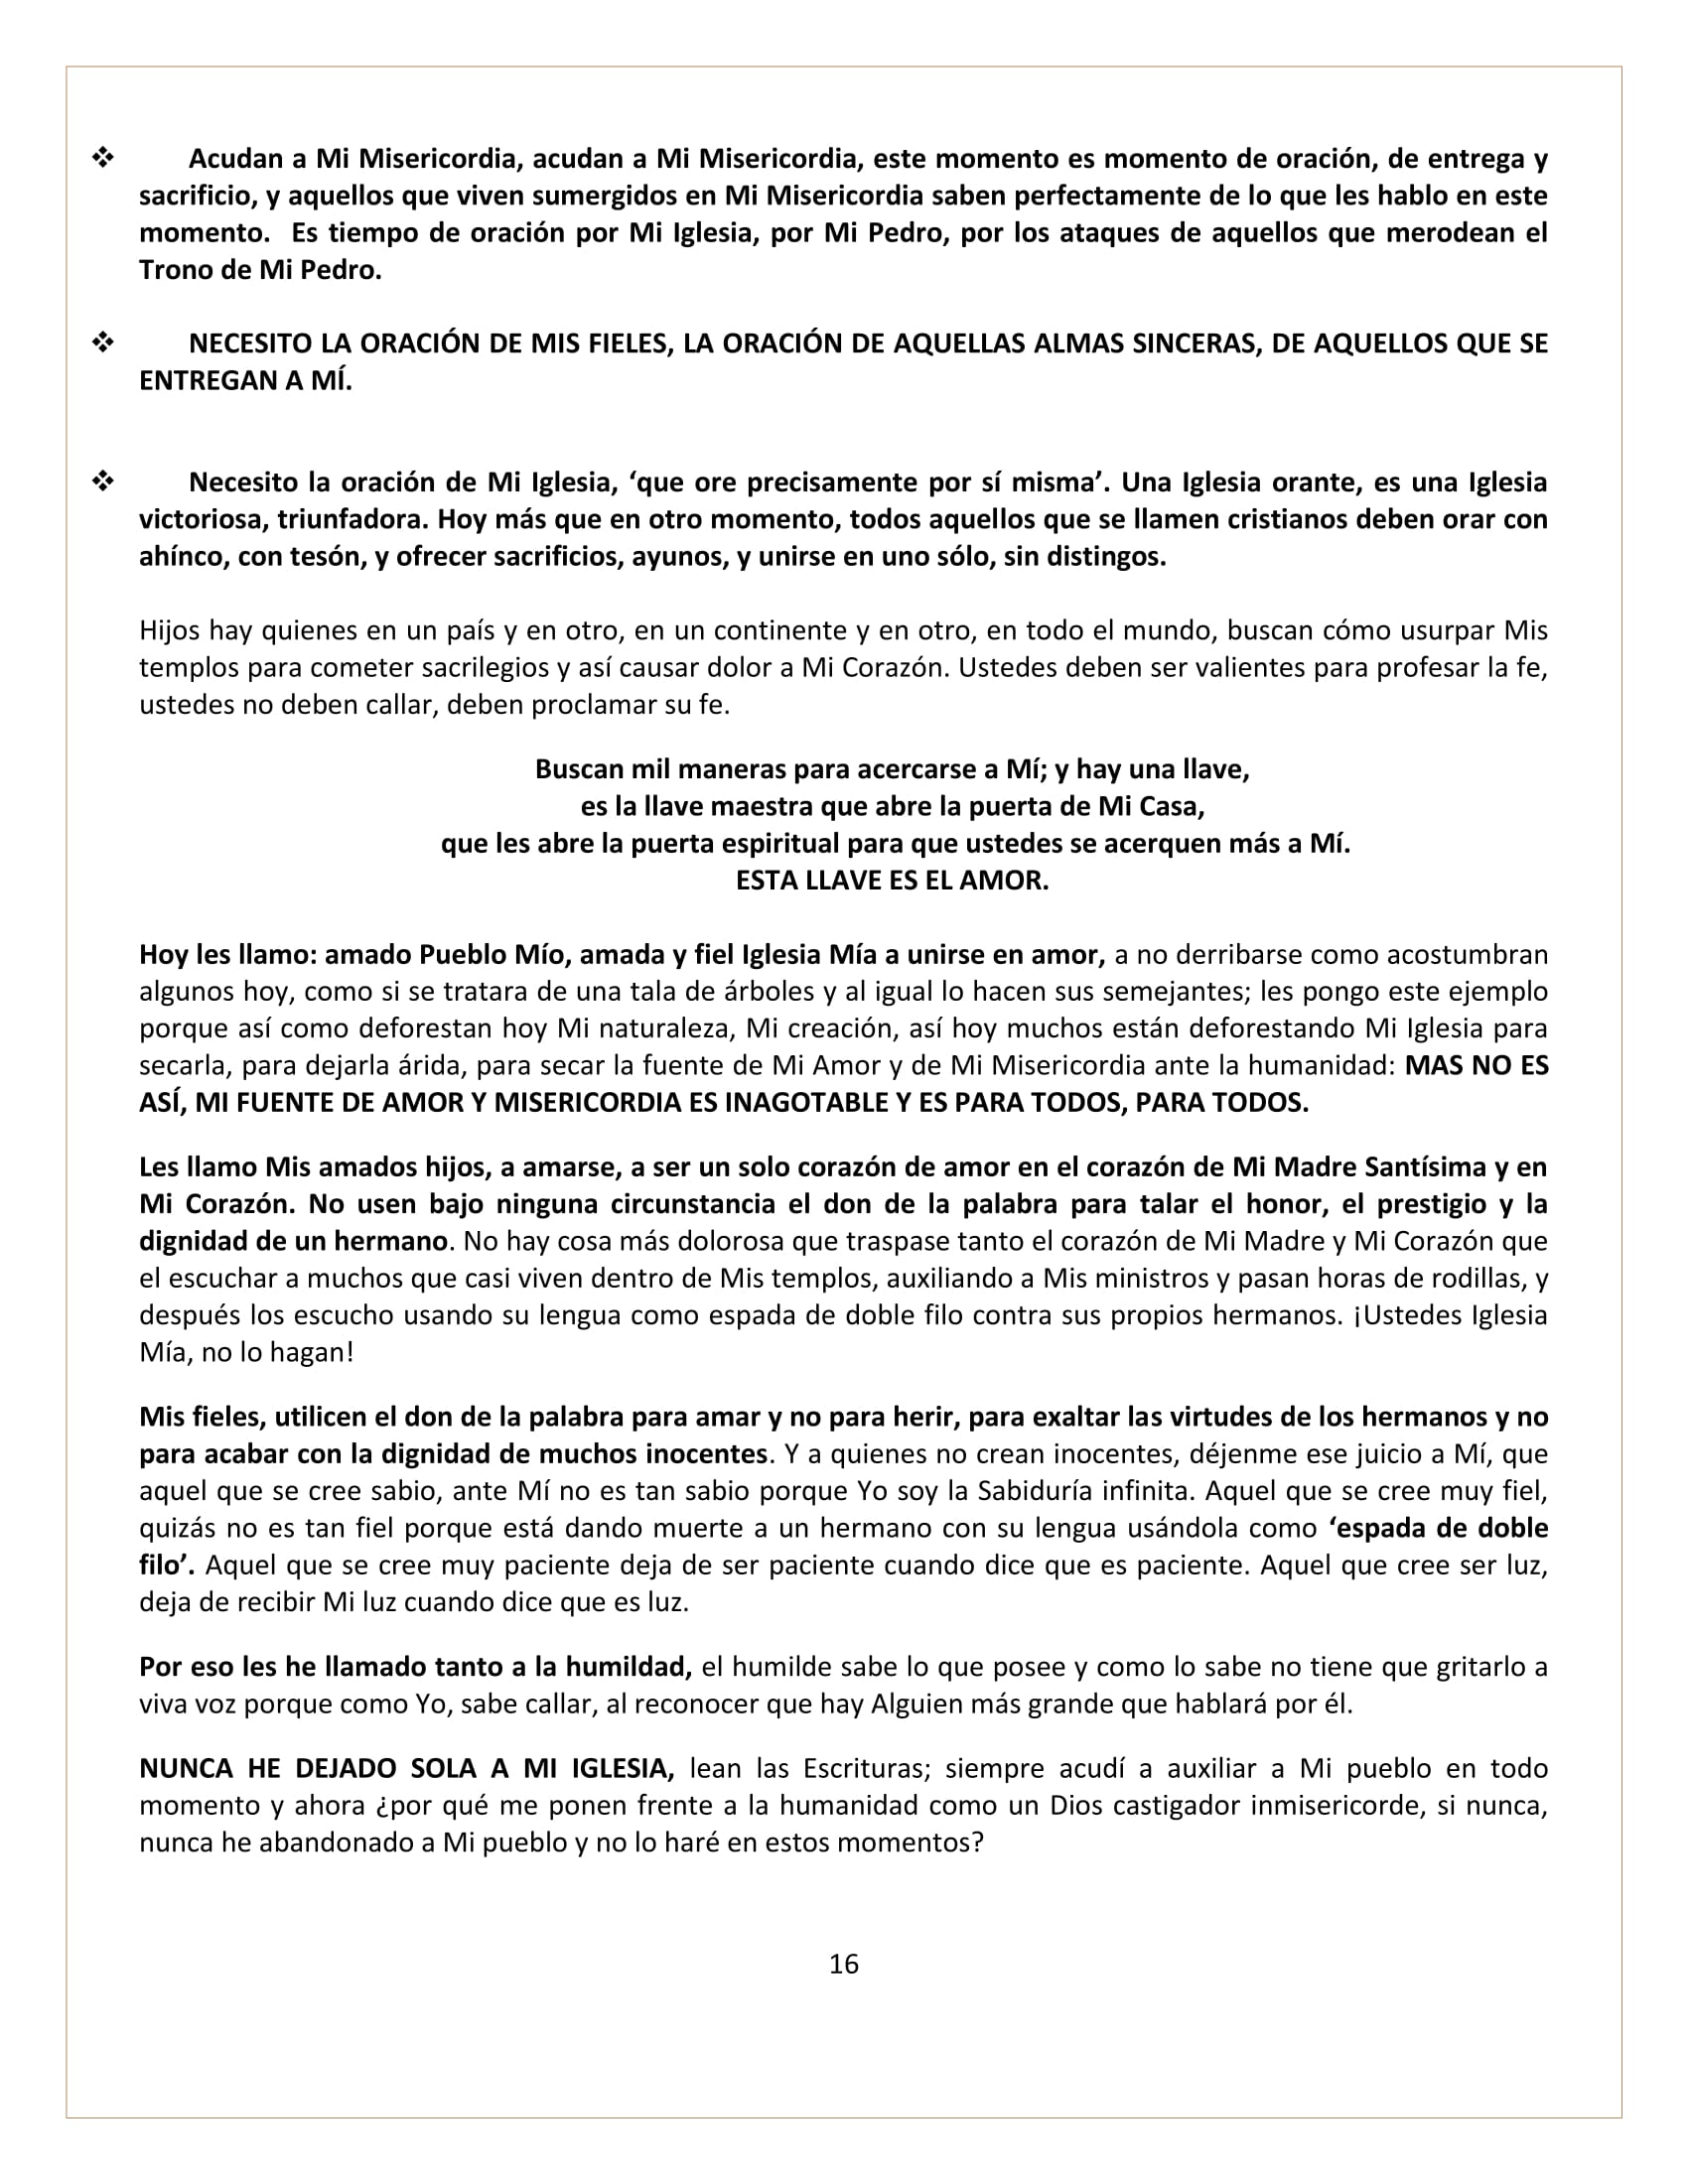 ❖ Acudan a Mi Misericordia, acudan a Mi Misericordia, este momento es momento de oración, de entrega y
sacrificio, y aquellos que viven sumergidos en Mi Misericordia saben perfectamente de lo que les hablo en este
momento.  Es tiempo de oración por Mi Iglesia, por Mi Pedro, por los ataques de aquellos que merodean el
Trono de Mi Pedro.
❖ NECESITO LA ORACIÓN DE MIS FIELES, LA ORACIÓN DE AQUELLAS ALMAS SINCERAS, DE AQUELLOS QUE SE
ENTREGAN A MÍ.
❖ Necesito la oración de Mi Iglesia, ‘que ore precisamente por sí misma’. Una Iglesia orante, es una Iglesia
victoriosa, triunfadora. Hoy más que en otro momento, todos aquellos que se llamen cristianos deben orar con
ahínco, con tesón, y ofrecer sacrificios, ayunos, y unirse en uno sólo, sin distingos.
Hijos hay quienes en un país y en otro, en un continente y en otro, en todo el mundo, buscan cómo usurpar Mis
templos para cometer sacrilegios y así causar dolor a Mi Corazón. Ustedes deben ser valientes para profesar la fe,
ustedes no deben callar, deben proclamar su fe.
Buscan mil maneras para acercarse a Mí; y hay una llave,
es la llave maestra que abre la puerta de Mi Casa,
que les abre la puerta espiritual para que ustedes se acerquen más a Mí.
ESTA LLAVE ES EL AMOR.
Hoy les llamo: amado Pueblo Mío, amada y fiel Iglesia Mía a unirse en amor, a no derribarse como acostumbran
algunos hoy, como si se tratara de una tala de árboles y al igual lo hacen sus semejantes; les pongo este ejemplo
porque así como deforestan hoy Mi naturaleza, Mi creación, así hoy muchos están deforestando Mi Iglesia para
secarla, para dejarla árida, para secar la fuente de Mi Amor y de Mi Misericordia ante la humanidad: MAS NO ES
ASÍ, MI FUENTE DE AMOR Y MISERICORDIA ES INAGOTABLE Y ES PARA TODOS, PARA TODOS.
Les llamo Mis amados hijos, a amarse, a ser un solo corazón de amor en el corazón de Mi Madre Santísima y en
Mi Corazón. No usen bajo ninguna circunstancia el don de la palabra para talar el honor, el prestigio y la
dignidad de un hermano. No hay cosa más dolorosa que traspase tanto el corazón de Mi Madre y Mi Corazón que
el escuchar a muchos que casi viven dentro de Mis templos, auxiliando a Mis ministros y pasan horas de rodillas, y
después los escucho usando su lengua como espada de doble filo contra sus propios hermanos. ¡Ustedes Iglesia
Mía, no lo hagan!
Mis fieles, utilicen el don de la palabra para amar y no para herir, para exaltar las virtudes de los hermanos y no
para acabar con la dignidad de muchos inocentes. Y a quienes no crean inocentes, déjenme ese juicio a Mí, que
aquel que se cree sabio, ante Mí no es tan sabio porque Yo soy la Sabiduría infinita. Aquel que se cree muy fiel,
quizás no es tan fiel porque está dando muerte a un hermano con su lengua usándola como ‘espada de doble
filo’. Aquel que se cree muy paciente deja de ser paciente cuando dice que es paciente. Aquel que cree ser luz,
deja de recibir Mi luz cuando dice que es luz.
Por eso les he llamado tanto a la humildad, el humilde sabe lo que posee y como lo sabe no tiene que gritarlo a
viva voz porque como Yo, sabe callar, al reconocer que hay Alguien más grande que hablará por él.
NUNCA HE DEJADO SOLA A MI IGLESIA, lean las Escrituras; siempre acudí a auxiliar a Mi pueblo en todo
momento y ahora ¿por qué me ponen frente a la humanidad como un Dios castigador inmisericorde, si nunca,
nunca he abandonado a Mi pueblo y no lo haré en estos momentos?
16